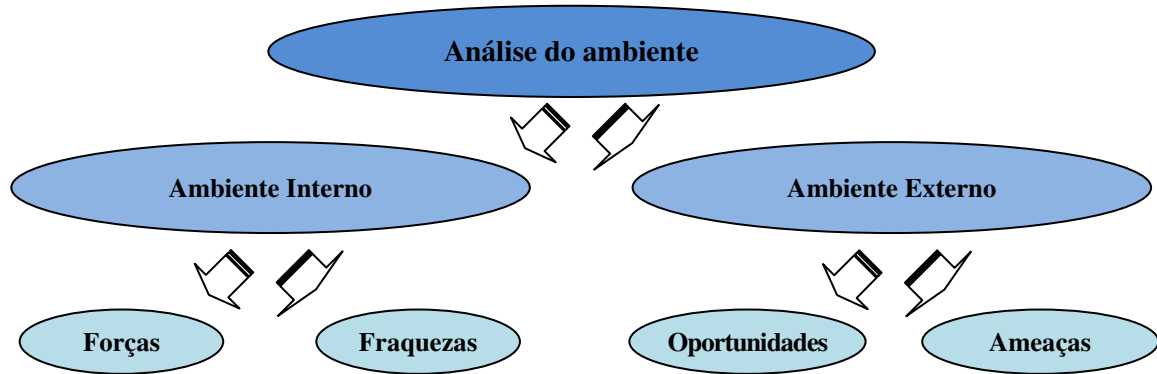 Análise do ambiente
Ambiente Interno
Ambiente Externo
Forças
Fraquezas
Oportunidades
Ameaças